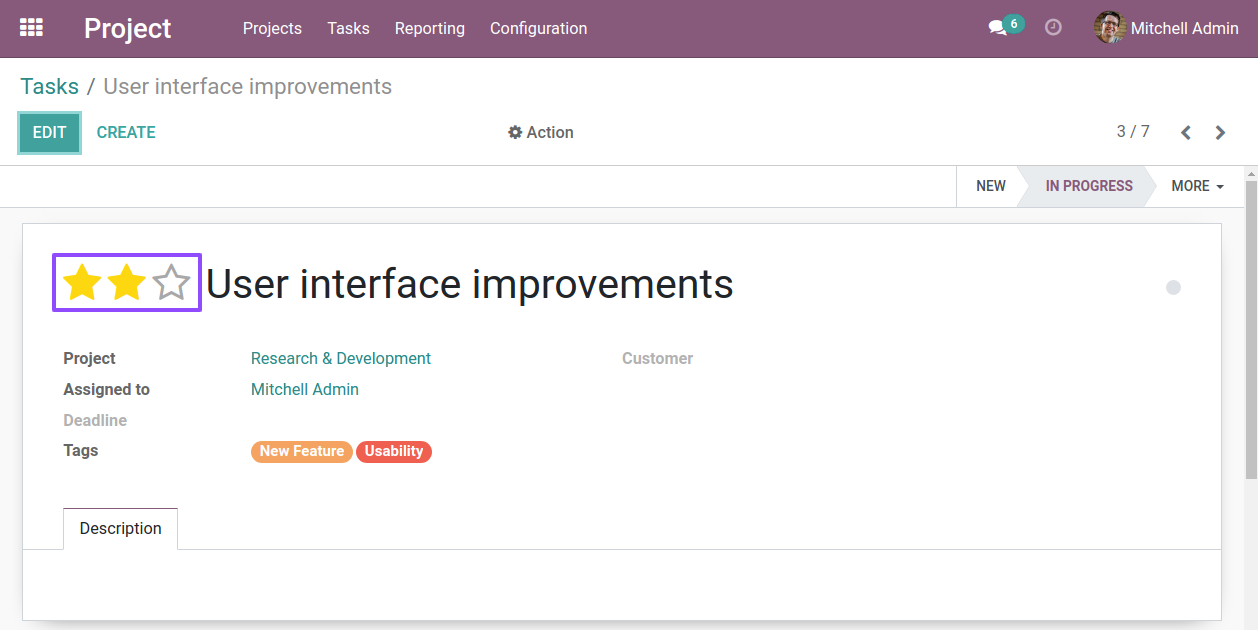 Project Projects Tasks Reporting Configuration 6 Mitchell Admin
Tasks / User interface improvements
EDIT CREATE Action 3 / 7
NEW IN PROGRESS MORE
User interface improvements
Project Research & Development Customer
Assigned to Mitchell Admin
Deadline
Tags New Feature Usability
Description